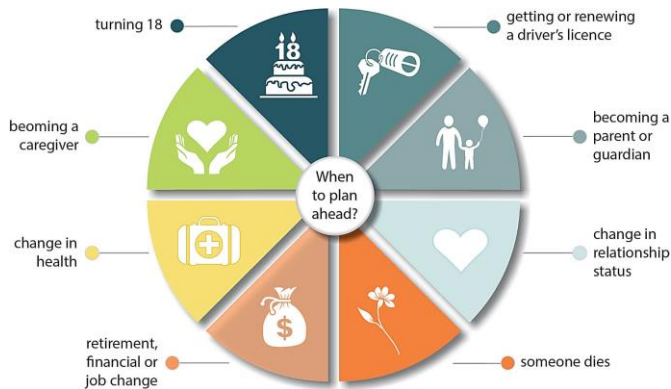 turning 18
getting or renewing
a driver's licence
18
becoming a
caregiver
becoming a
parent or
guardian
When
to plan
ahead?
change in
health
change in
relationship
status
$
retirement,
financial or
job change
someone dies